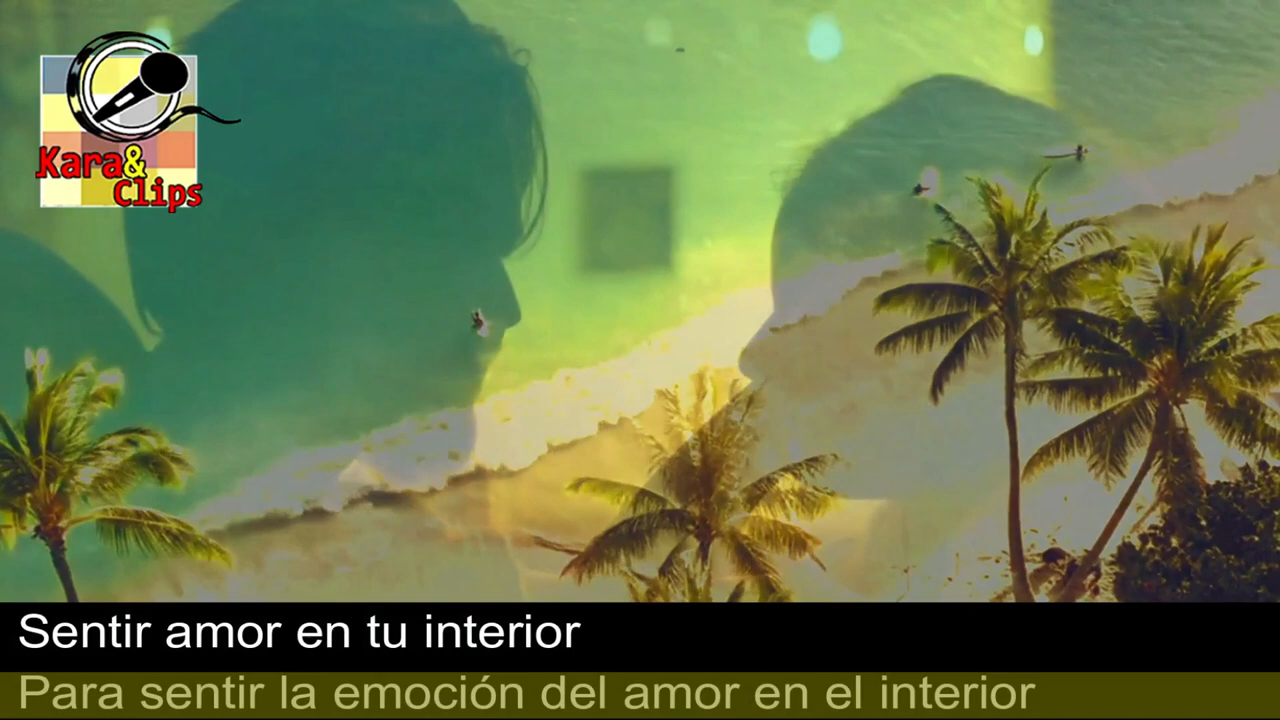 Kara&
Clips
Sentir amor en tu interior
Para sentir la emoción del amor en el interior